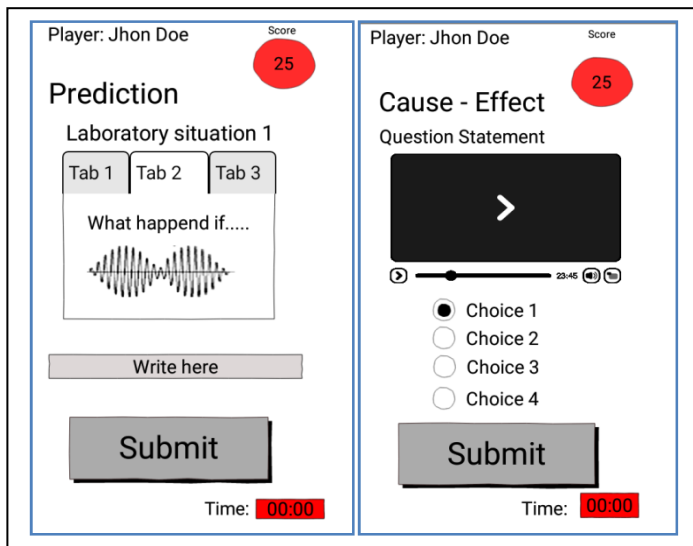 Player: Jhon Doe
Score
25
Prediction
Laboratory situation 1
Tab 1 Tab 2 Tab 3
What happend if.....
Write here
Submit
Time: 00:00
Player: Jhon Doe
Score
25
Cause - Effect
Question Statement
23:45
Choice 1
Choice 2
Choice 3
Choice 4
Submit
Time: 00:00